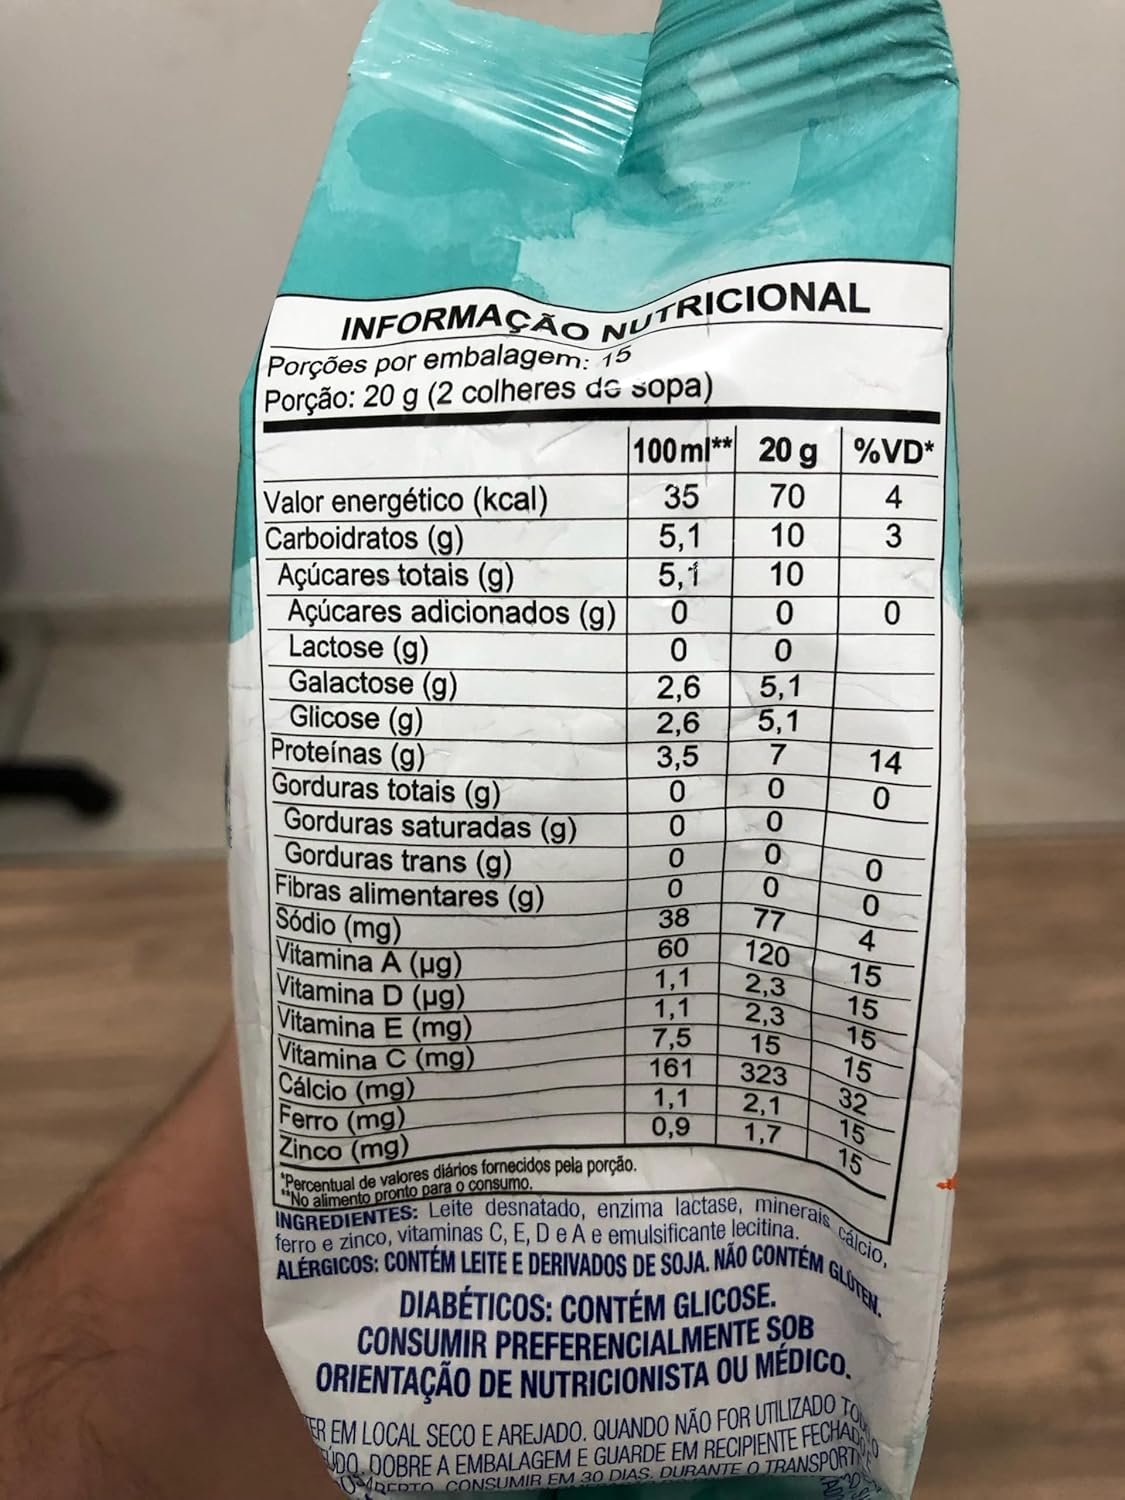 INFORMAÇÃO NUTRICIONAL
Porções por embalagem: 15
Porção: 20 g (2 colheres de sopa)
100 ml** 20 g %VD*
Valor energético (kcal) 35 70 4
Carboidratos (g) 5,1 10 3
Açúcares totais (g) 5,1 10
Açúcares adicionados (g) 0 0 0
Lactose (g) 0 0
Galactose (g) 2,6 5,1
Glicose (g) 2,6 5,1
Proteínas (g) 3,5 7 14
Gorduras totais (g) 0 0 0
Gorduras saturadas (g) 0 0
Gorduras trans (g) 0 0 0
Fibras alimentares (g) 0 0 0
Sódio (mg) 38 77 4
Vitamina A (µg) 60 120 15
Vitamina D (µg) 1,1 2,3 15
Vitamina E (mg) 1,1 2,3 15
Vitamina C (mg) 7,5 15 15
Cálcio (mg) 161 323 32
Ferro (mg) 1,1 2,1 15
Zinco (mg) 0,9 1,7 15
*Percentual de valores diários fornecidos pela porção.
**No alimento pronto para o consumo.
INGREDIENTES: Leite desnatado, enzima lactase, minerais cálcio,
ferro e zinco, vitaminas C, E, D e A e emulsificante lecitina.
ALÉRGICOS: CONTÉM LEITE E DERIVADOS DE SOJA. NÃO CONTÉM GLÚTEN.
DIABÉTICOS: CONTÉM GLICOSE.
CONSUMIR PREFERENCIALMENTE SOB
ORIENTAÇÃO DE NUTRICIONISTA OU MÉDICO.
EM LOCAL SECO E AREJADO. QUANDO NÃO FOR UTILIZADO
DOBRE A EMBALAGEM E GUARDE EM RECIPIENTE FECHADO
CONSUMIR EM 30 DIAS. DURANTE O TRANSPORT